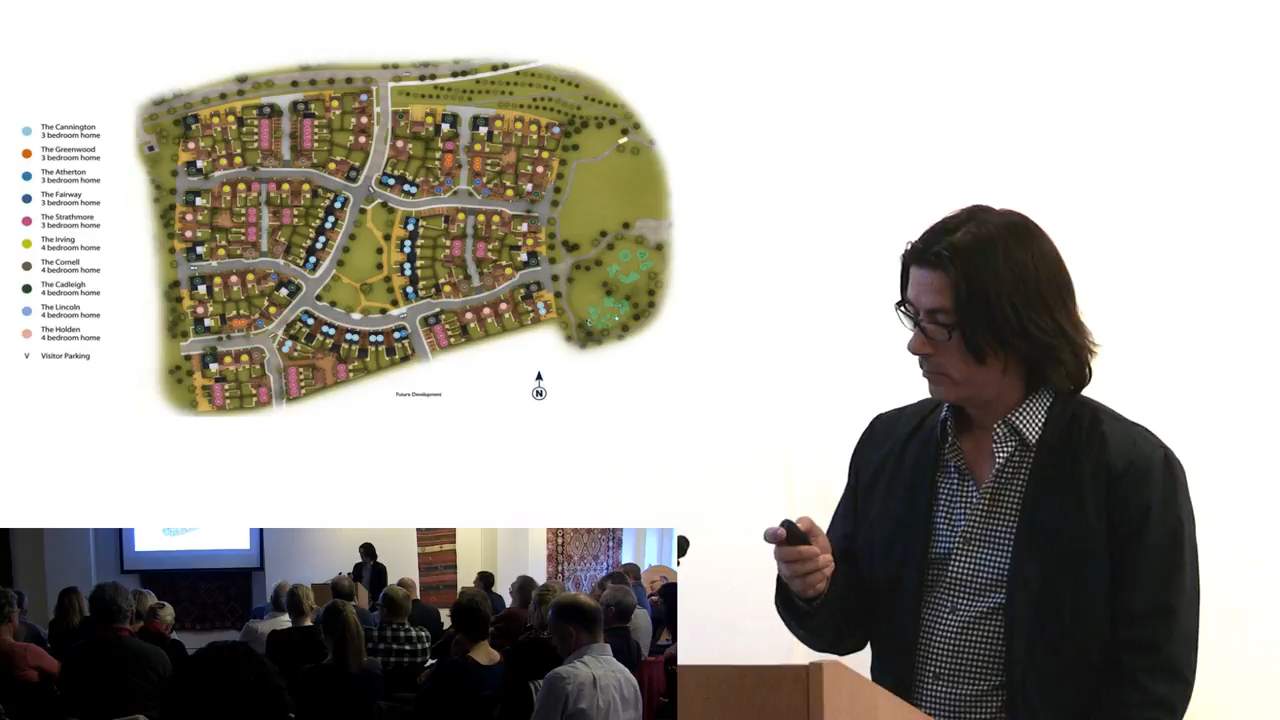 The Cannington
3 bedroom home
The Greenwood
3 bedroom home
The Atherton
3 bedroom home
The Fairway
3 bedroom home
The Strathmore
3 bedroom home
The Irving
4 bedroom home
The Cornell
4 bedroom home
The Cadleigh
4 bedroom home
The Lincoln
4 bedroom home
The Holden
4 bedroom home
V Visitor Parking
Future Development
N